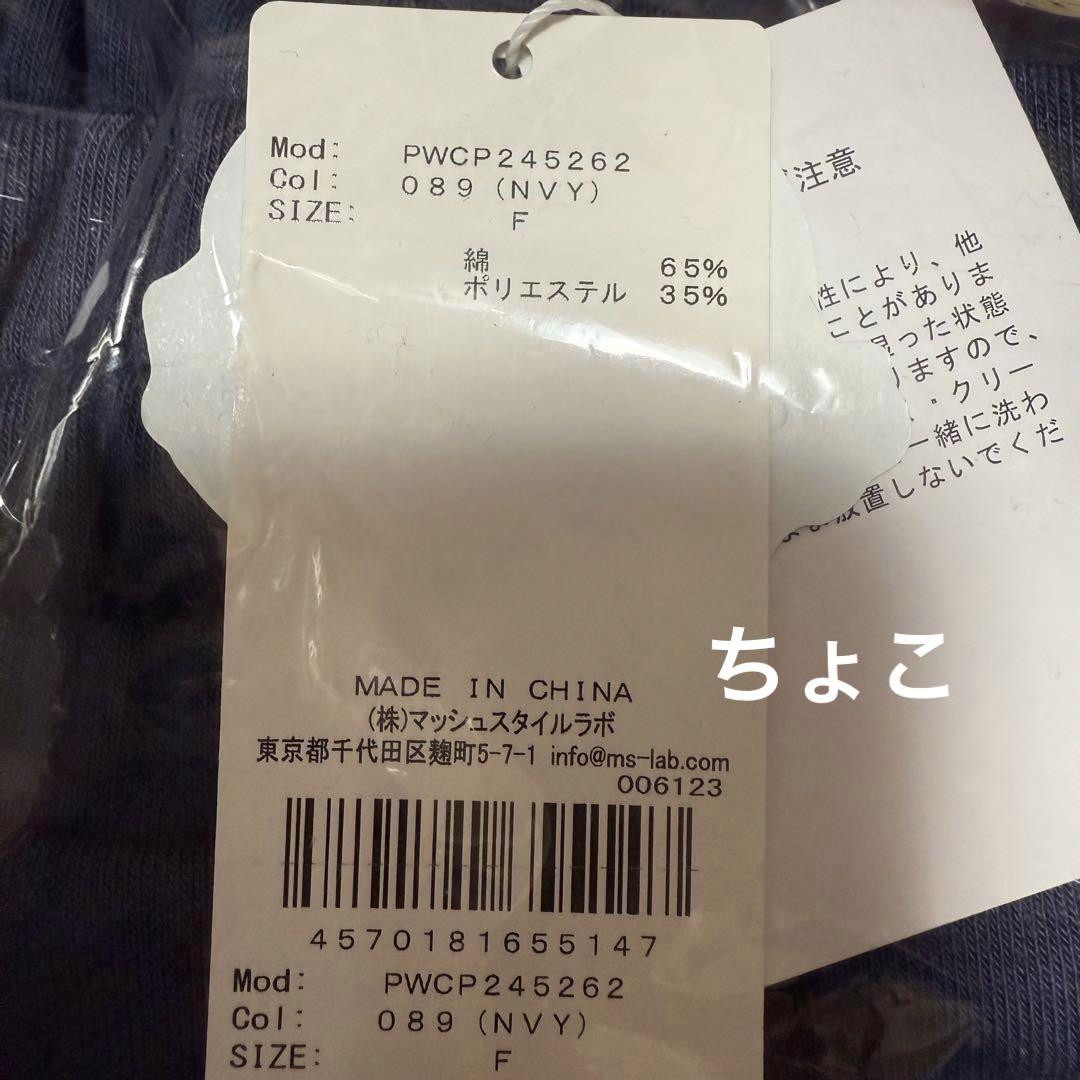 Mod: PWCP245262
Col: 089 (NVY)
SIZE: F
綿 65%
ポリエステル 35%
MADE IN CHINA
(株)マッシュスタイルラボ
東京都千代田区麹町5-7-1 info@ms-lab.com
006123
4570181655147
Mod: PWCP245262
Col: 089 (NVY)
SIZE: F
注意
性により、他
ことがありま
った状態
りますので、
・クリー
一緒に洗わ
放置しないでくだ
ちょこ